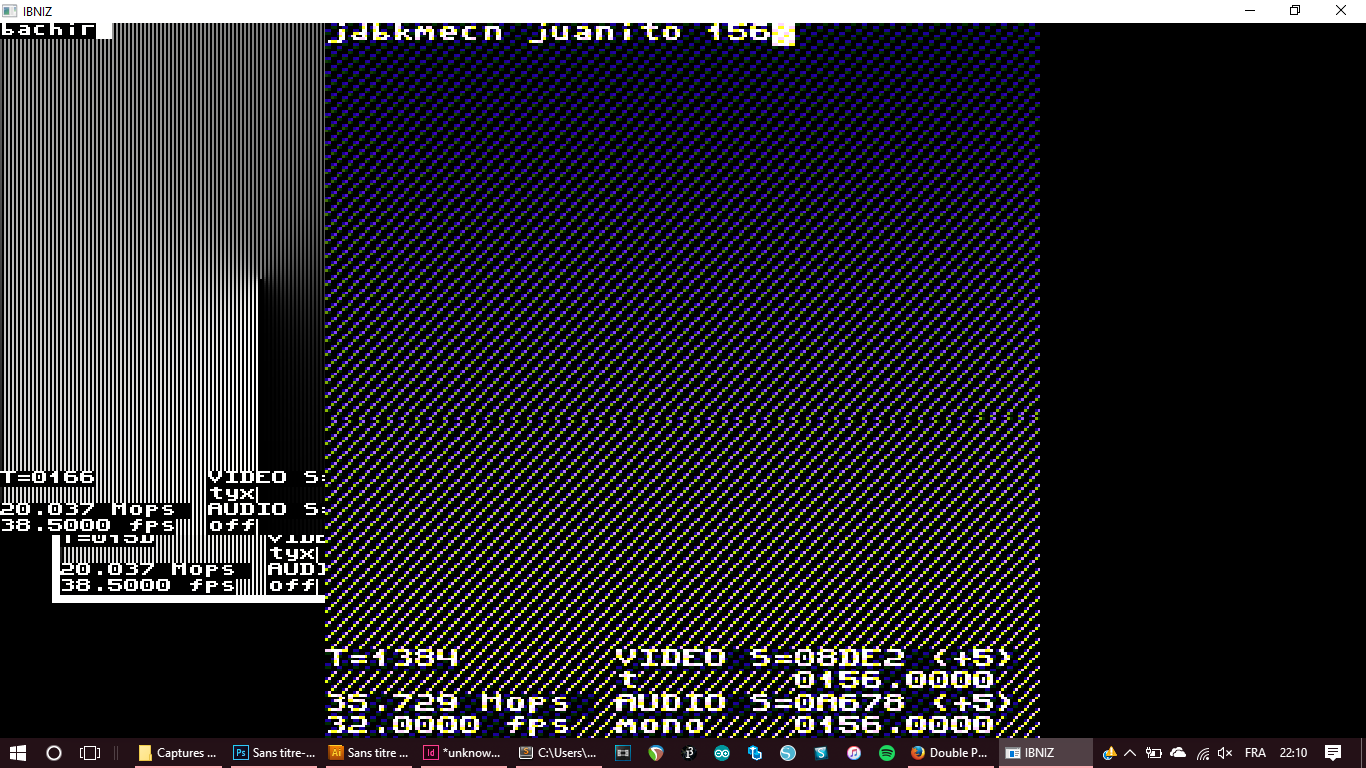 IBNIZ
bachir
jdbkmecn juanito 156
T=0166
VIDEO S=
tyx
20.037 Mops
AUDIO S=
38.5000 fps
off
T=015D
VIDE
tyx
20.037 Mops
AUDI
38.5000 fps
off
T=1384
VIDEO S=08DE2 (+5)
t
0156.0000
35.729 Mops
AUDIO S=0A678 (+5)
32.0000 fps
mono
0156.0000
Captures ...
Sans titre-...
Sans titre ...
*unknow...
C:\Users\...
Double P...
IBNIZ
FRA
22:10